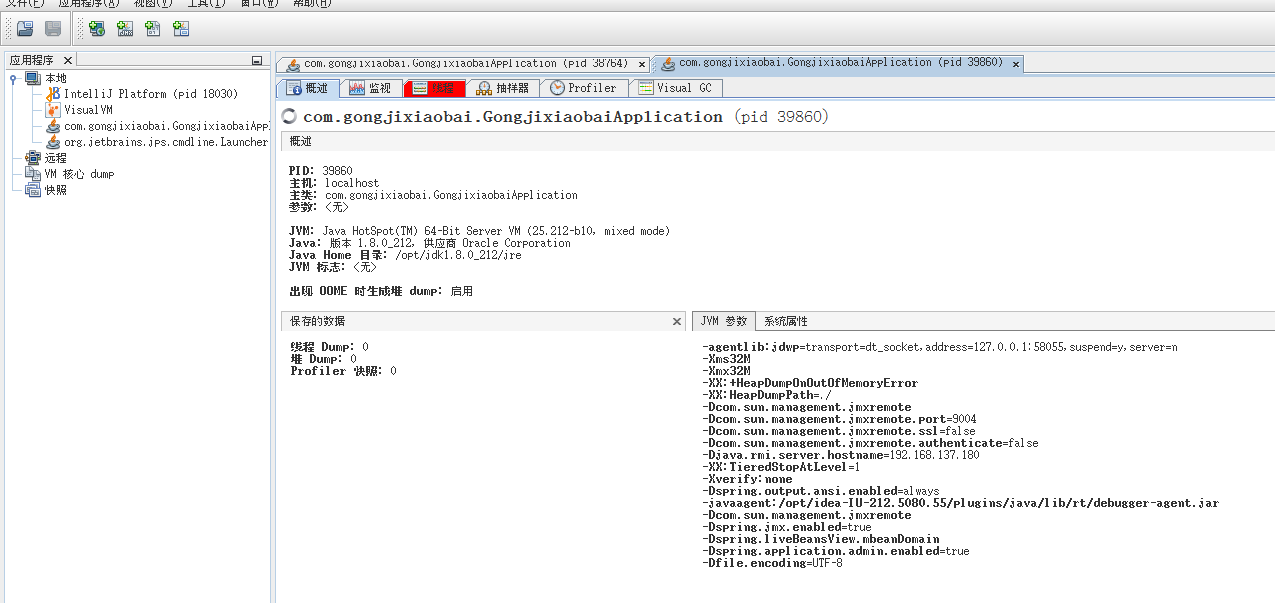 文件(F) 应用程序(A) 视图(V) 工具(T) 窗口(W) 帮助(H)
应用程序
本地
IntelliJ Platform (pid 18030)
VisualVM
com.gongjixiaobai.GongjixiaobaiApp
org.jetbrains.jps.cmdline.Launcher
远程
VM 核心 dump
快照
com.gongjixiaobai.GongjixiaobaiApplication (pid 38764)
com.gongjixiaobai.GongjixiaobaiApplication (pid 39860)
概述 监视 线程 抽样器 Profiler Visual GC
com.gongjixiaobai.GongjixiaobaiApplication (pid 39860)
概述
PID: 39860
主机: localhost
主类: com.gongjixiaobai.GongjixiaobaiApplication
参数: <无>
JVM: Java HotSpot(TM) 64-Bit Server VM (25.212-b10, mixed mode)
Java: 版本 1.8.0_212, 供应商 Oracle Corporation
Java Home 目录: /opt/jdk1.8.0_212/jre
JVM 标志: <无>
出现 OOME 时生成堆 dump: 启用
保存的数据
线程 Dump: 0
堆 Dump: 0
Profiler 快照: 0
JVM 参数 系统属性
-agentlib:jdwp=transport=dt_socket,address=127.0.0.1:58055,suspend=y,server=n
-Xms32M
-Xmx32M
-XX:+HeapDumpOnOutOfMemoryError
-XX:HeapDumpPath=./
-Dcom.sun.management.jmxremote
-Dcom.sun.management.jmxremote.port=9004
-Dcom.sun.management.jmxremote.ssl=false
-Dcom.sun.management.jmxremote.authenticate=false
-Djava.rmi.server.hostname=192.168.137.180
-XX:TieredStopAtLevel=1
-Xverify:none
-Dspring.output.ansi.enabled=always
-javaagent:/opt/idea-IU-212.5080.55/plugins/java/lib/rt/debugger-agent.jar
-Dcom.sun.management.jmxremote
-Dspring.jmx.enabled=true
-Dspring.liveBeansView.mbeanDomain
-Dspring.application.admin.enabled=true
-Dfile.encoding=UTF-8